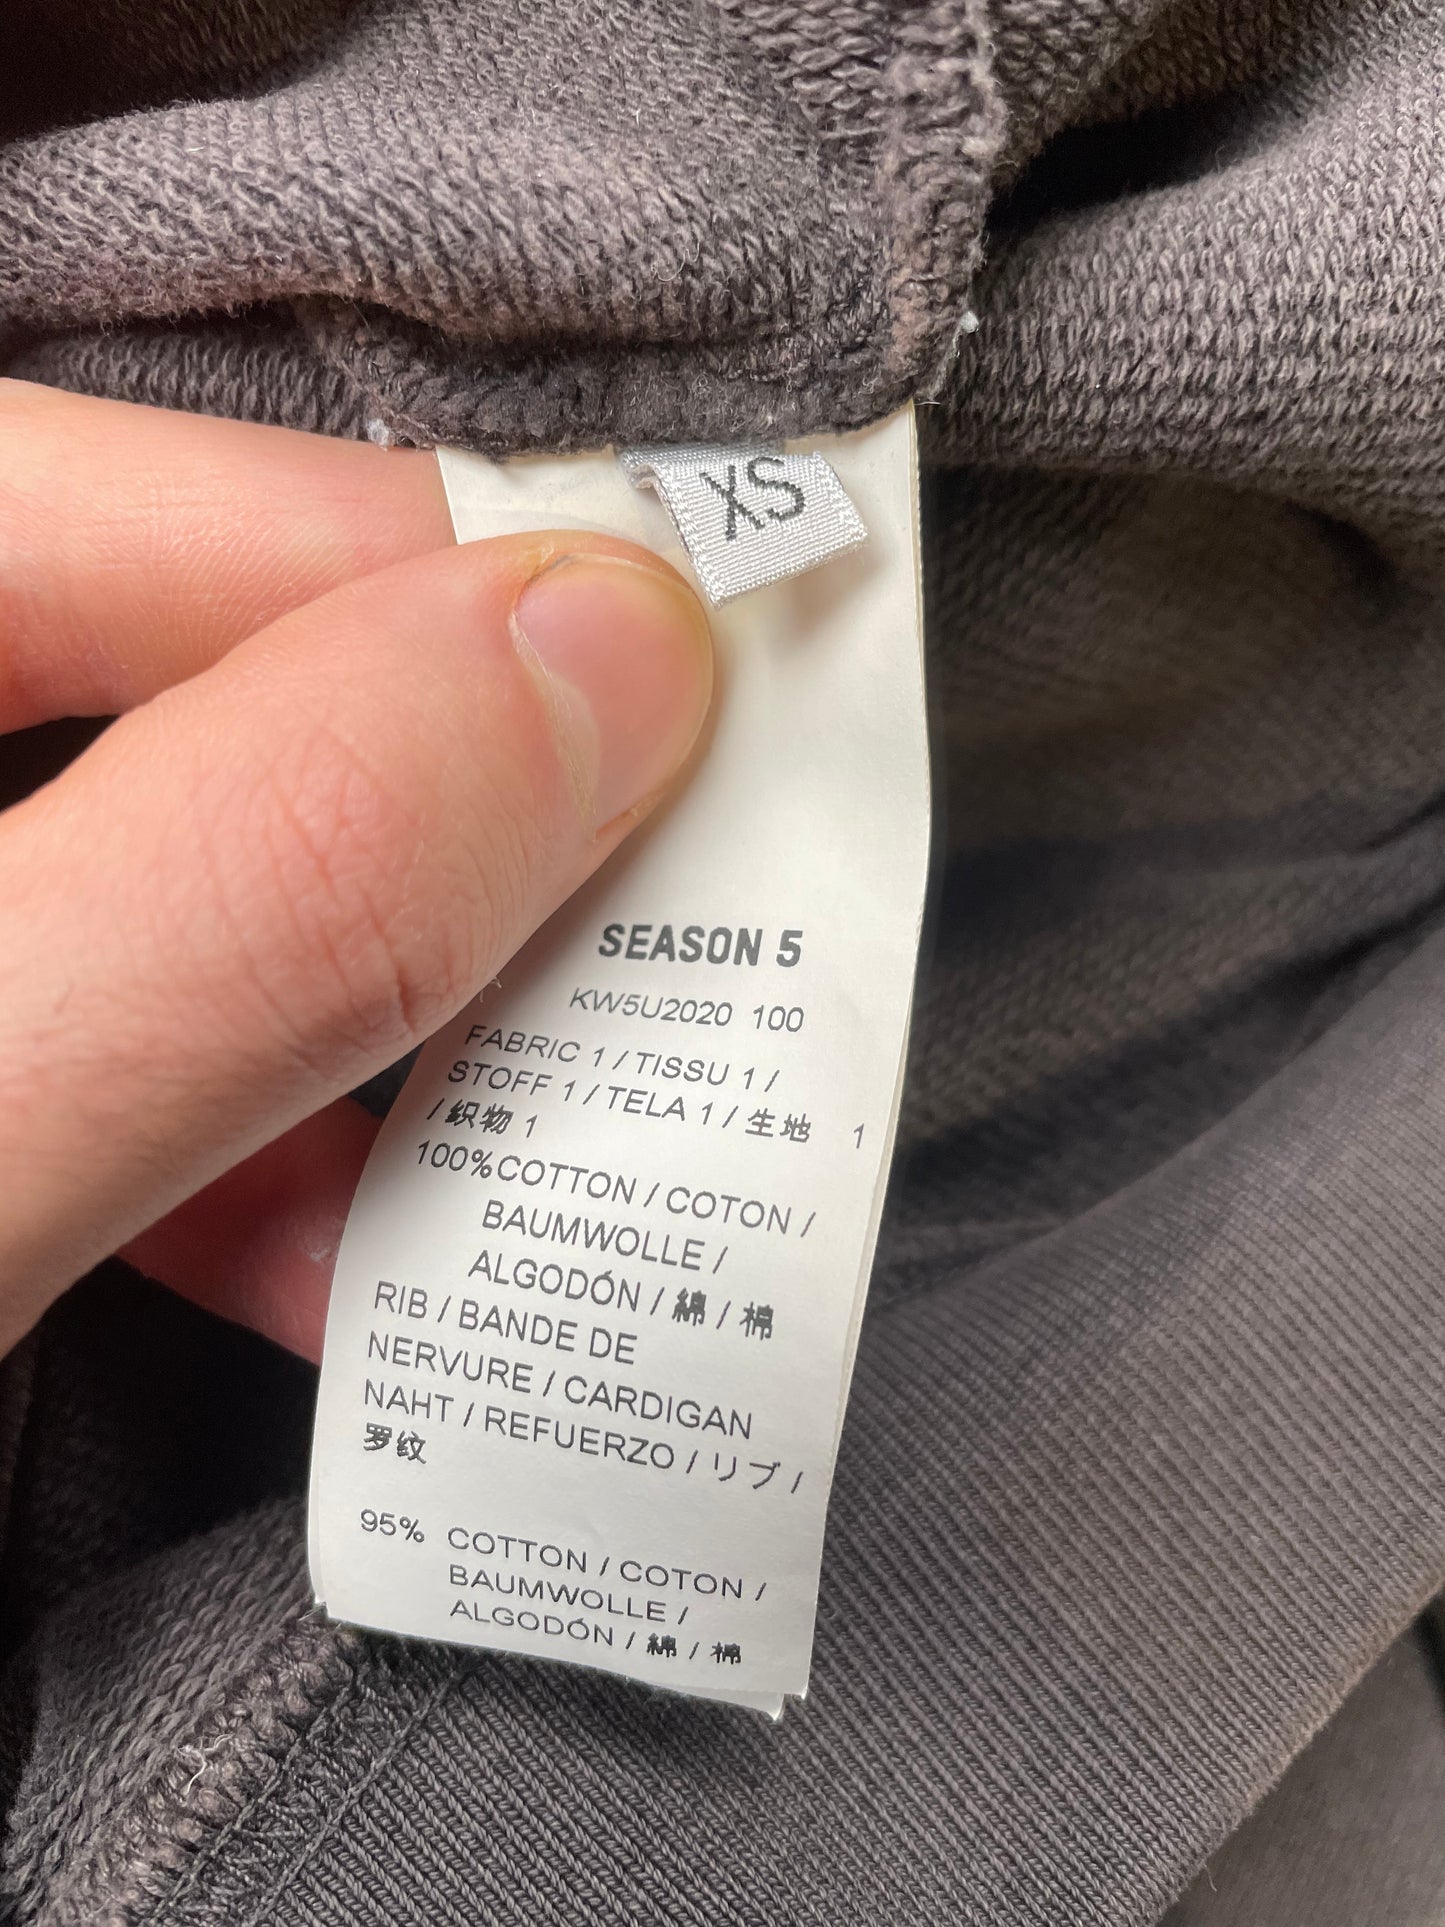 XS
SEASON 5
KW5U2020 100
FABRIC 1 / TISSU 1 /
STOFF 1 / TELA 1 / 生地 1
/ 织物 1
100%COTTON / COTON /
BAUMWOLLE /
ALGODÓN / 綿 / 棉
RIB / BANDE DE
NERVURE / CARDIGAN
NAHT / REFUERZO / リブ /
罗纹
95% COTTON / COTON /
BAUMWOLLE /
ALGODÓN / 綿 / 棉